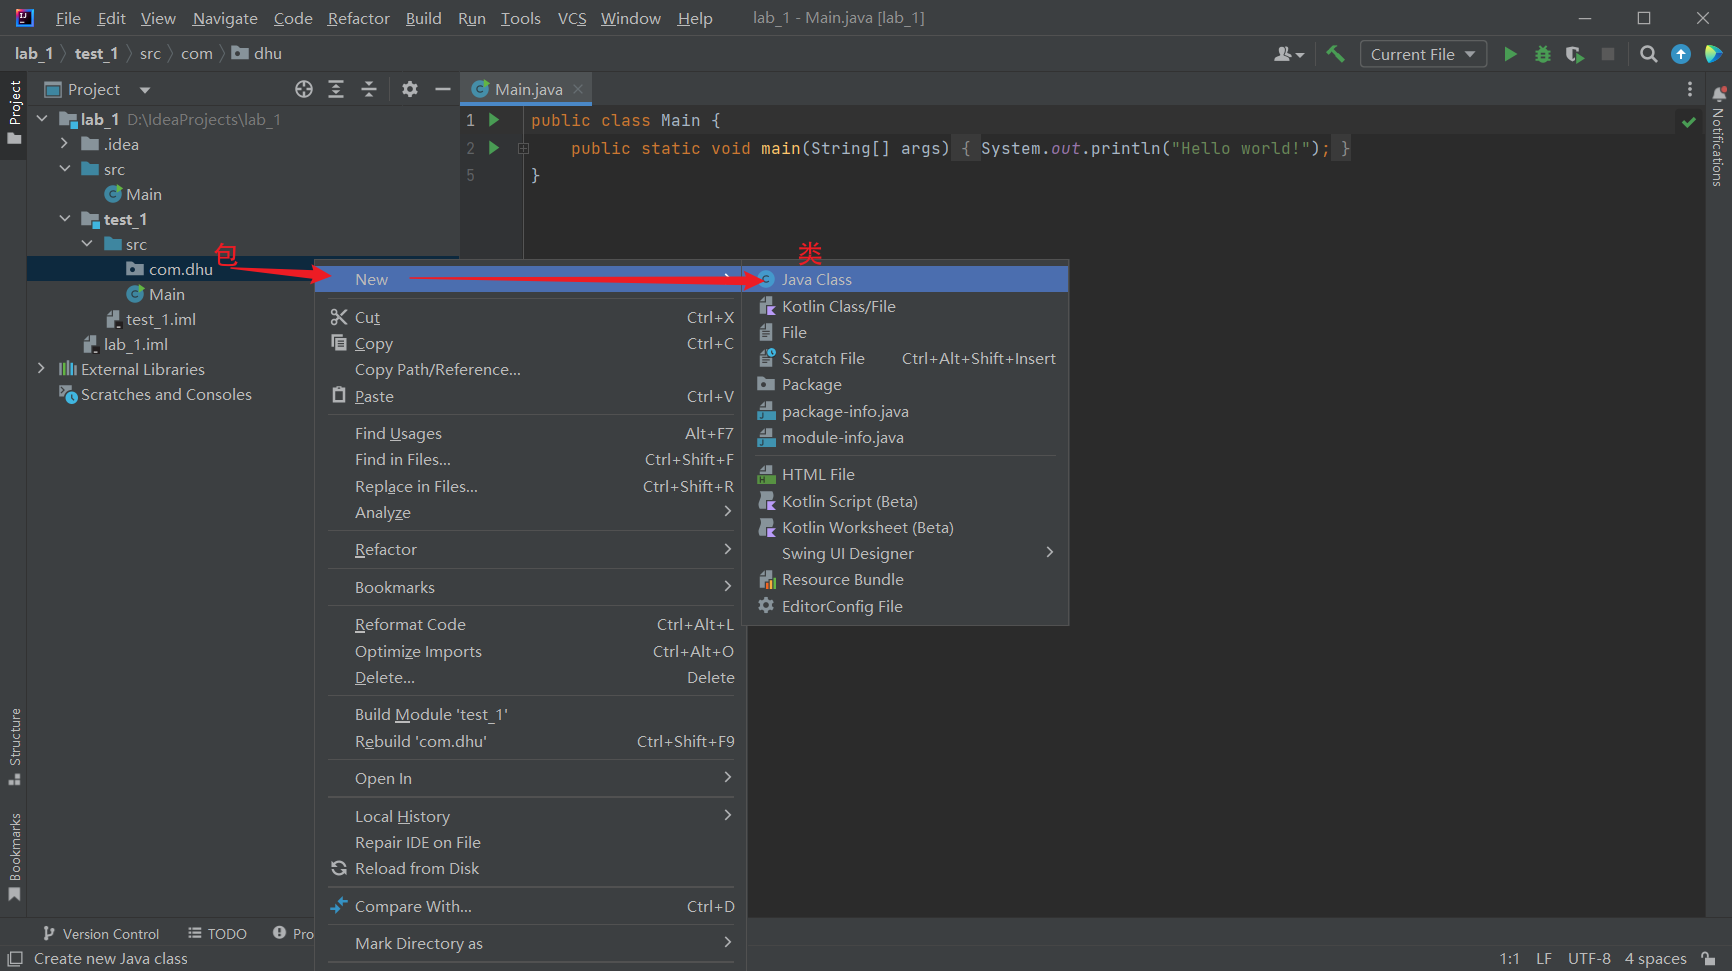 File Edit View Navigate Code Refactor Build Run Tools VCS Window Help lab_1 - Main.java [lab_1]
lab_1 test_1 src com dhu Current File
Project
Project Main.java
Notifications
lab_1 D:\IdeaProjects\lab_1
.idea
src
Main
test_1
src
com.dhu
Main
test_1.iml
lab_1.iml
External Libraries
Scratches and Consoles
1 public class Main {
2 public static void main(String[] args) { System.out.println("Hello world!"); }
5 }
包
类
New
Cut Ctrl+X
Copy Ctrl+C
Copy Path/Reference...
Paste Ctrl+V
Find Usages Alt+F7
Find in Files... Ctrl+Shift+F
Replace in Files... Ctrl+Shift+R
Analyze
Refactor
Bookmarks
Reformat Code Ctrl+Alt+L
Optimize Imports Ctrl+Alt+O
Delete... Delete
Build Module 'test_1'
Rebuild 'com.dhu' Ctrl+Shift+F9
Open In
Local History
Repair IDE on File
Reload from Disk
Compare With... Ctrl+D
Mark Directory as
Java Class
Kotlin Class/File
File
Scratch File Ctrl+Alt+Shift+Insert
Package
package-info.java
module-info.java
HTML File
Kotlin Script (Beta)
Kotlin Worksheet (Beta)
Swing UI Designer
Resource Bundle
EditorConfig File
Structure
Bookmarks
Version Control TODO Pro
Create new Java class 1:1 LF UTF-8 4 spaces